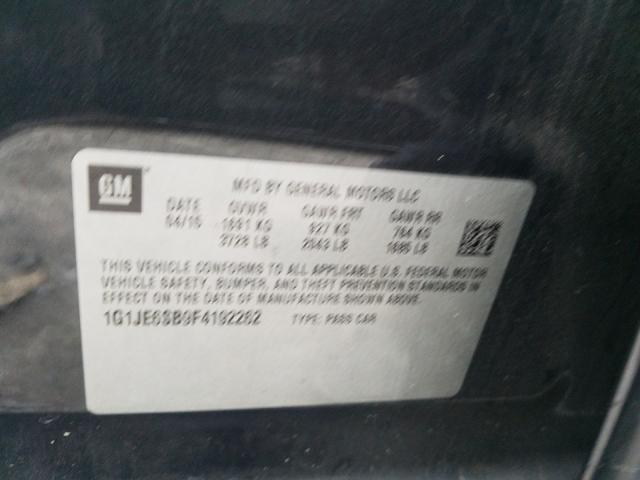 GM
MFD BY GENERAL MOTORS LLC
DATE GVWR GAWR FRT GAWR RR
04/15 1691 KG 927 KG 764 KG
3728 LB 2043 LB 1685 LB
THIS VEHICLE CONFORMS TO ALL APPLICABLE U.S. FEDERAL MOTOR
VEHICLE SAFETY, BUMPER, AND THEFT PREVENTION STANDARDS IN
EFFECT ON THE DATE OF MANUFACTURE SHOWN ABOVE.
1G1JE6SB9F4192262 TYPE: PASS CAR